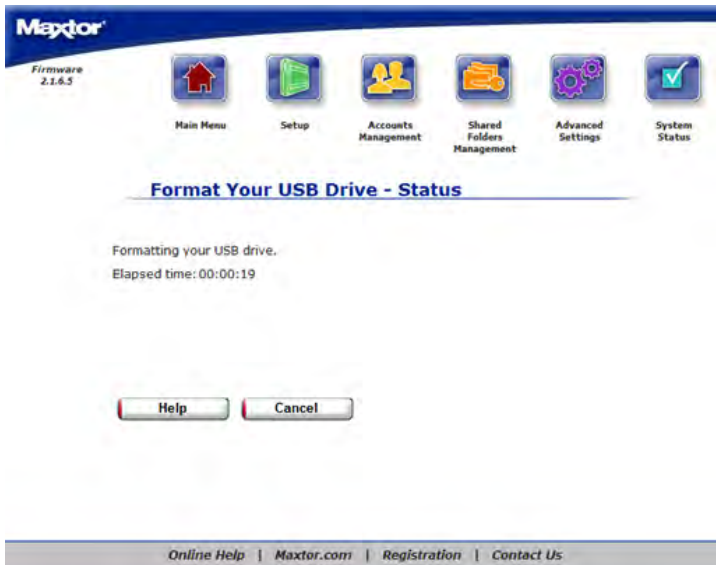 Maxtor
Firmware
2.1.6.5
Main Menu
Setup
Accounts
Management
Shared
Folders
Management
Advanced
Settings
System
Status
Format Your USB Drive - Status
Formatting your USB drive.
Elapsed time: 00:00:19
Help
Cancel
Online Help | Maxtor.com | Registration | Contact Us